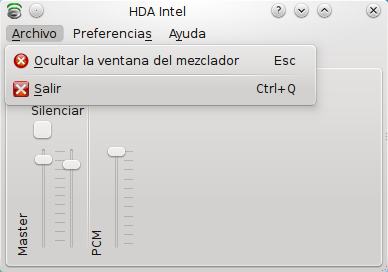 HDA Intel
Archivo Preferencias Ayuda
Ocultar la ventana del mezclador Esc
Salir Ctrl+Q
Silenciar
Master
PCM